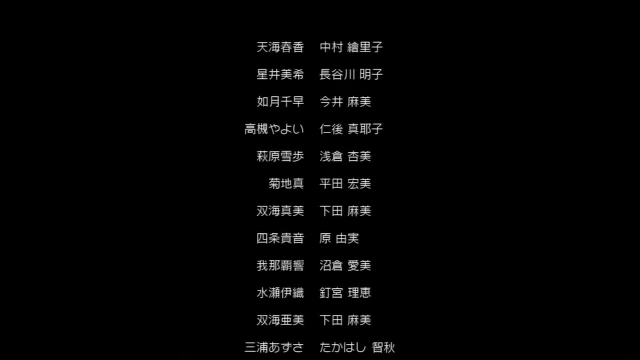 天海春香 中村 繪里子
星井美希 長谷川 明子
如月千早 今井 麻美
高槻やよい 仁後 真耶子
萩原雪歩 浅倉 杏美
菊地真 平田 宏美
双海真美 下田 麻美
四条貴音 原 由実
我那覇響 沼倉 愛美
水瀬伊織 釘宮 理恵
双海亜美 下田 麻美
三浦あずさ たかはし 智秋